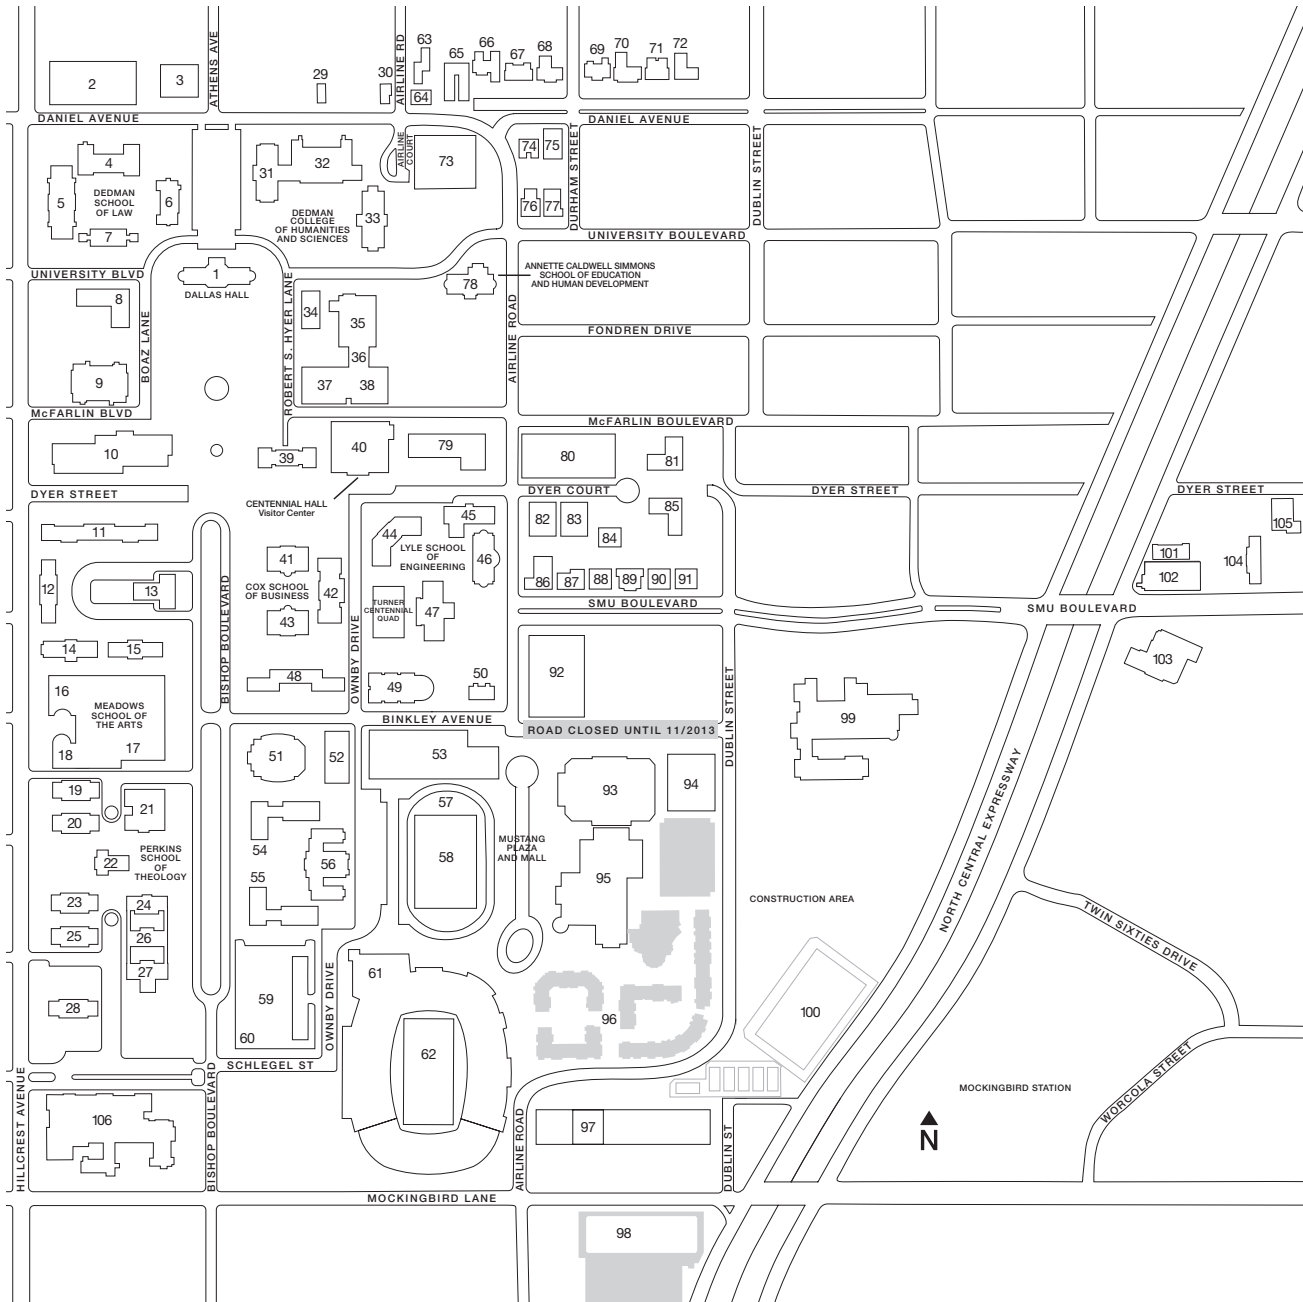 63
66
67
68
69
70
71
72
65
2
3
ATHENS AVE
29
30
AIRLINE RD
64
DANIEL AVENUE
DANIEL AVENUE
4
5
6
DEDMAN
SCHOOL
OF LAW
7
31
32
33
AIRLINE
COURT
73
DEDMAN
COLLEGE
OF HUMANITIES
AND SCIENCES
74
75
76
77
DURHAM STREET
DUBLIN STREET
UNIVERSITY BOULEVARD
UNIVERSITY BLVD
1
DALLAS HALL
78
ANNETTE CALDWELL SIMMONS
SCHOOL OF EDUCATION
AND HUMAN DEVELOPMENT
8
BOAZ LANE
ROBERT S. HYER LANE
34
35
36
37
38
AIRLINE ROAD
FONDREN DRIVE
9
McFARLIN BLVD
McFARLIN BOULEVARD
10
39
40
79
80
81
DYER STREET
DYER COURT
DYER STREET
DYER STREET
CENTENNIAL HALL
Visitor Center
11
44
45
46
LYLE SCHOOL
OF
ENGINEERING
82
83
84
85
105
101
102
104
41
COX SCHOOL
OF BUSINESS
42
43
12
13
BISHOP BOULEVARD
OWNBY DRIVE
TURNER
CENTENNIAL
QUAD
47
86
87
88
89
90
91
SMU BOULEVARD
SMU BOULEVARD
14
15
103
48
49
50
92
DUBLIN STREET
16
MEADOWS
SCHOOL OF
THE ARTS
17
18
99
BINKLEY AVENUE
ROAD CLOSED UNTIL 11/2013
51
52
53
19
20
21
57
58
MUSTANG
PLAZA
AND MALL
93
94
NORTH CENTRAL EXPRESSWAY
54
55
56
22
PERKINS
SCHOOL
OF
THEOLOGY
95
CONSTRUCTION AREA
TWIN SIXTIES DRIVE
23
24
25
26
27
28
59
60
OWNBY DRIVE
61
62
96
100
SCHLEGEL ST
HILLCREST AVENUE
BISHOP BOULEVARD
MOCKINGBIRD STATION
WORCOLA STREET
106
AIRLINE ROAD
97
DUBLIN ST
N
MOCKINGBIRD LANE
98